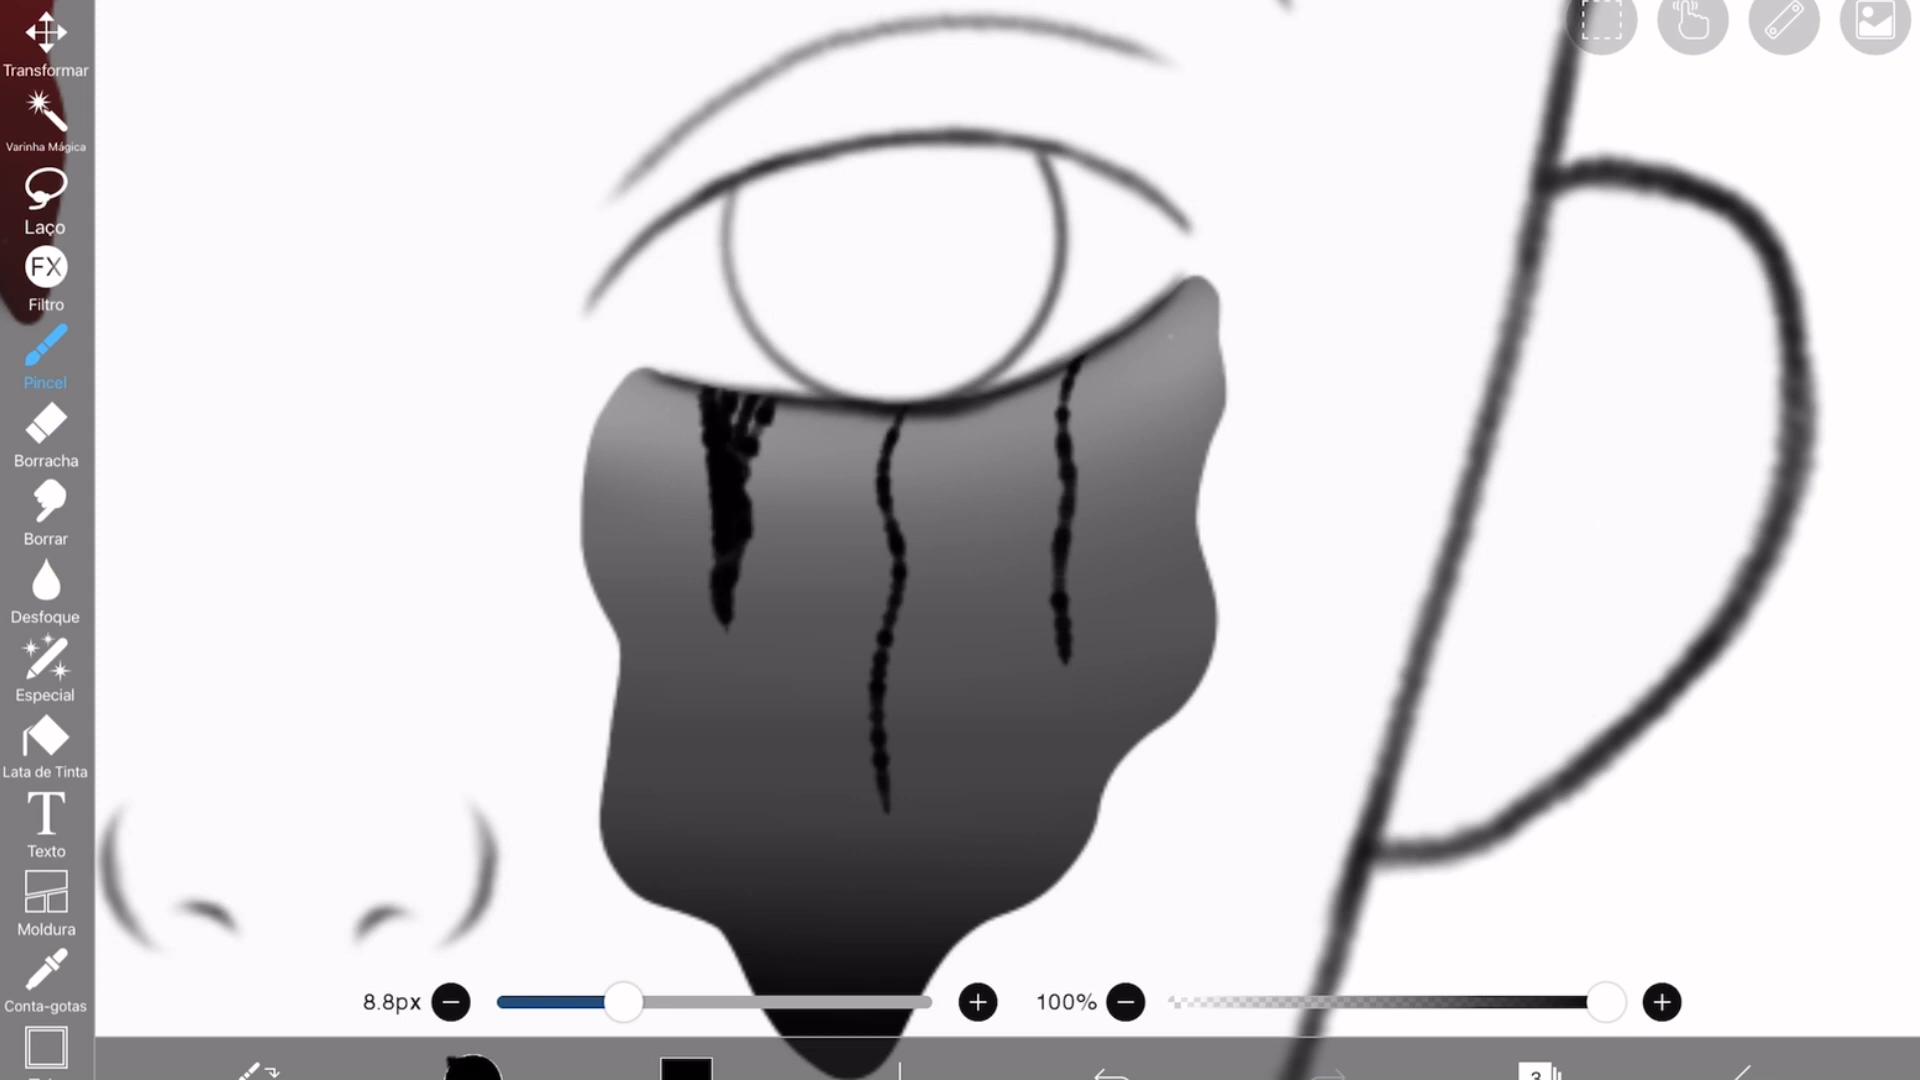 Transformar
Varinha Mágica
Laço
FX
Filtro
Pincel
Borracha
Borrar
Desfoque
Especial
Lata de Tinta
T
Texto
Moldura
Conta-gotas
8.8px
100%
3